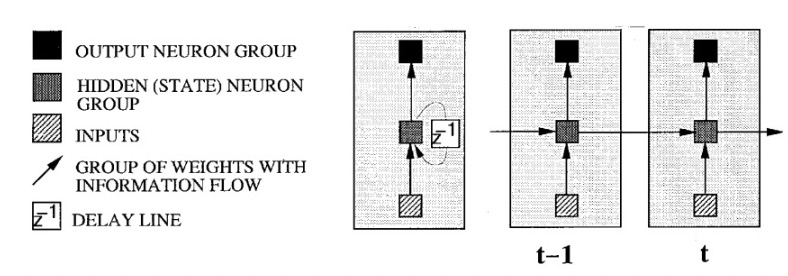 OUTPUT NEURON GROUP
HIDDEN (STATE) NEURON
GROUP
INPUTS
GROUP OF WEIGHTS WITH
INFORMATION FLOW
z⁻¹ DELAY LINE
z⁻¹
t−1
t